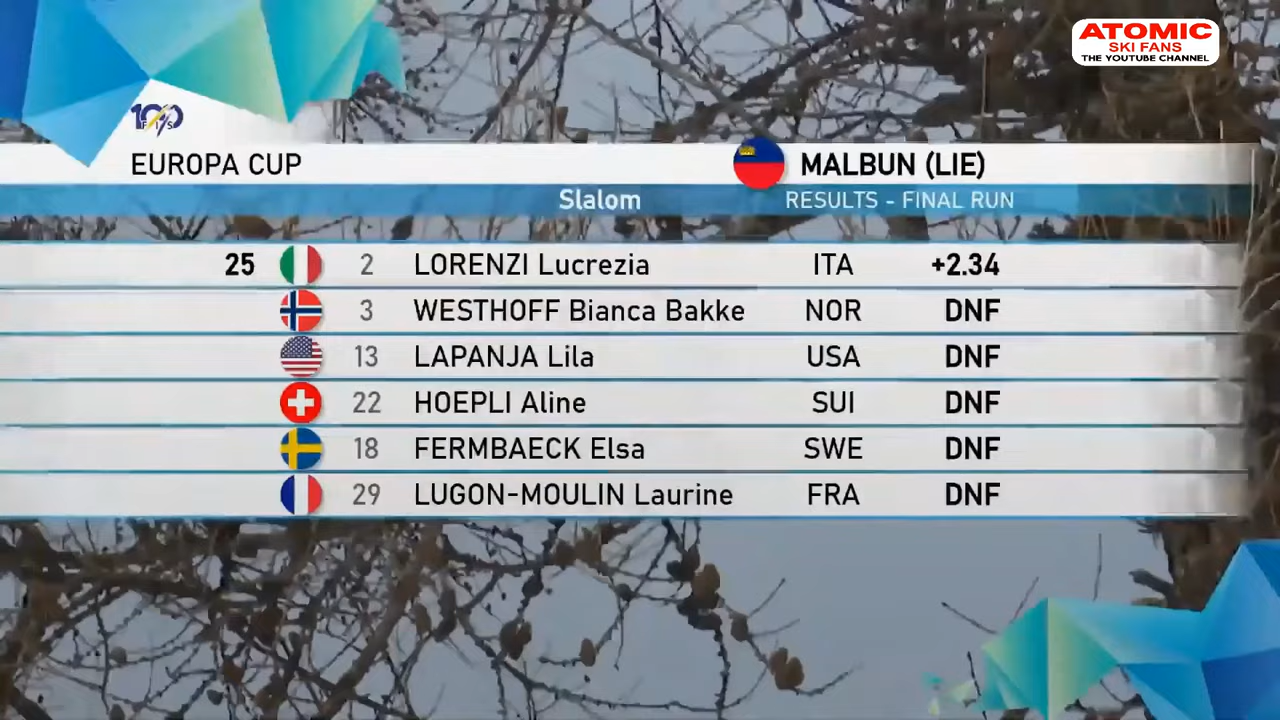 ATOMIC
SKI FANS
THE YOUTUBE CHANNEL
100
FIS
EUROPA CUP
MALBUN (LIE)
Slalom
RESULTS - FINAL RUN
25 2 LORENZI Lucrezia ITA +2.34
3 WESTHOFF Bianca Bakke NOR DNF
13 LAPANJA Lila USA DNF
22 HOEPLI Aline SUI DNF
18 FERMBAECK Elsa SWE DNF
29 LUGON-MOULIN Laurine FRA DNF